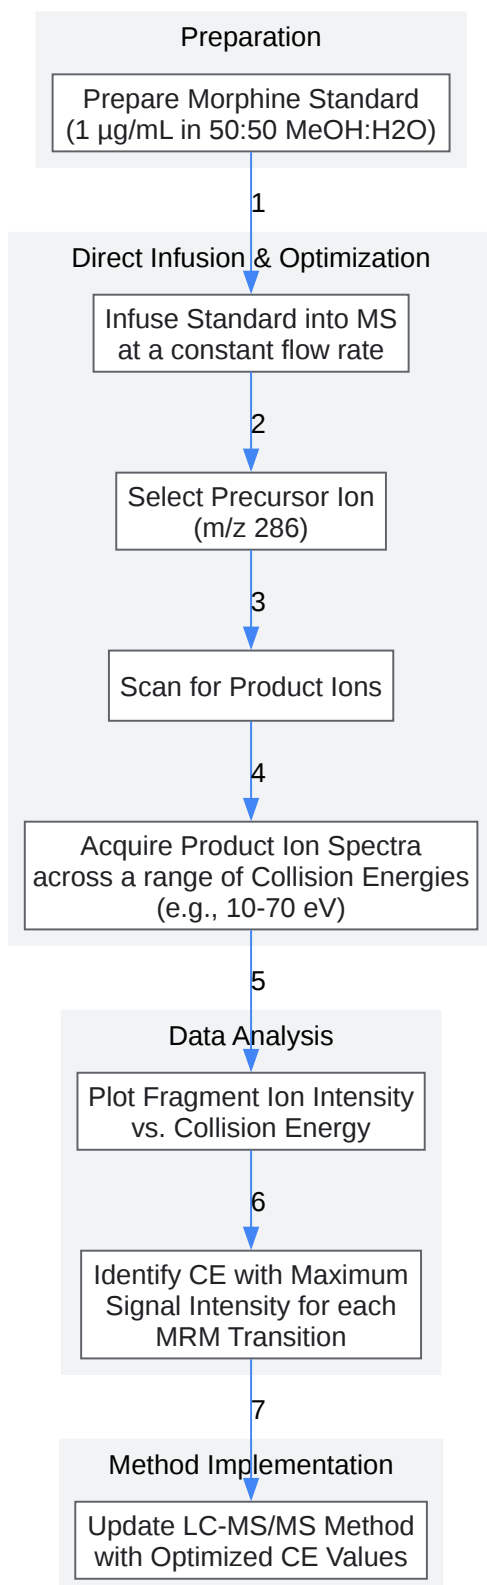 Preparation
Prepare Morphine Standard
(1 µg/mL in 50:50 MeOH:H2O)
1
Direct Infusion & Optimization
Infuse Standard into MS
at a constant flow rate
2
Select Precursor Ion
(m/z 286)
3
Scan for Product Ions
4
Acquire Product Ion Spectra
across a range of Collision Energies
(e.g., 10-70 eV)
5
Data Analysis
Plot Fragment Ion Intensity
vs. Collision Energy
6
Identify CE with Maximum
Signal Intensity for each
MRM Transition
7
Method Implementation
Update LC-MS/MS Method
with Optimized CE Values